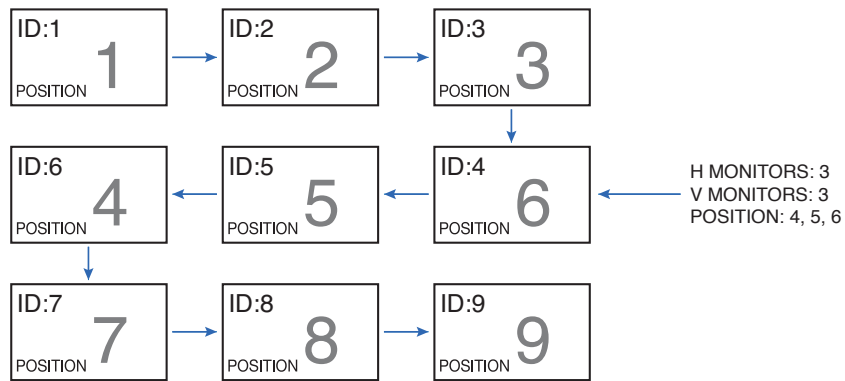 ID:1
POSITION 1
ID:2
POSITION 2
ID:3
POSITION 3
ID:6
POSITION 4
ID:5
POSITION 5
ID:4
POSITION 6
H MONITORS: 3
V MONITORS: 3
POSITION: 4, 5, 6
ID:7
POSITION 7
ID:8
POSITION 8
ID:9
POSITION 9